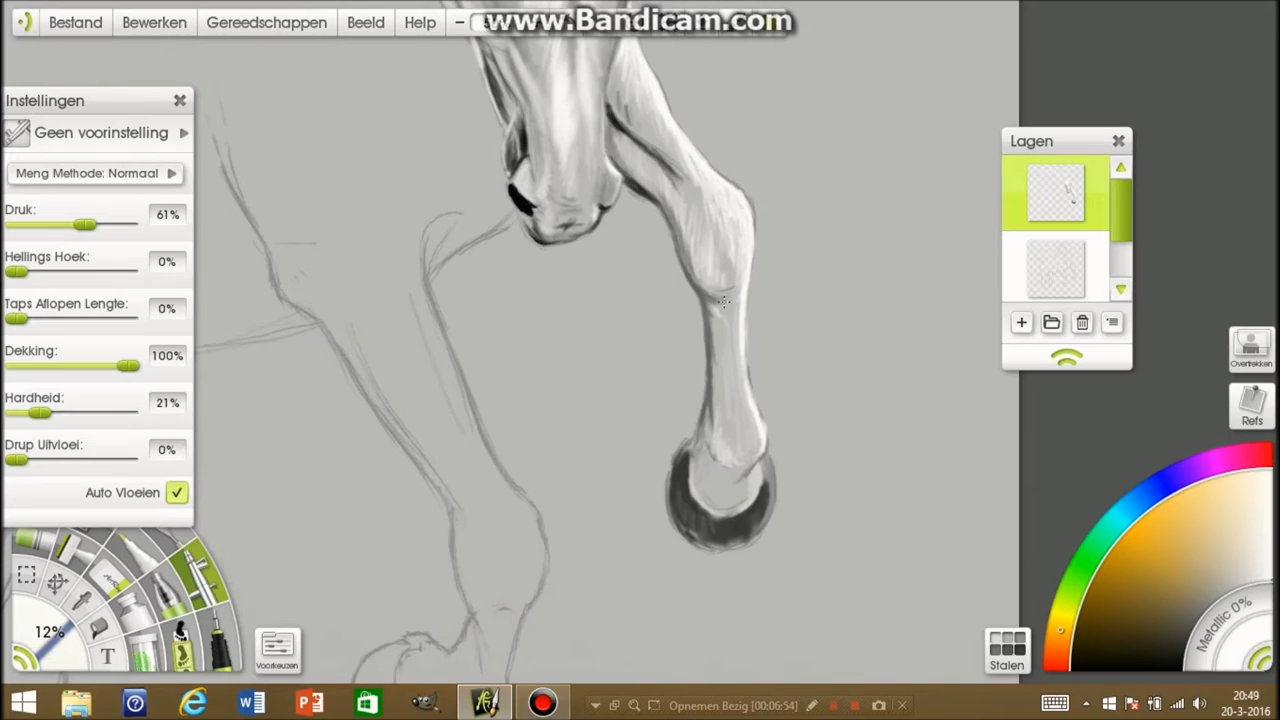 www.Bandicam.com
Bestand Bewerken Gereedschappen Beeld Help
Instellingen
Geen voorinstelling
Meng Methode: Normaal
Druk:
61%
Hellings Hoek:
0%
Taps Aflopen Lengte:
0%
Dekking:
100%
Hardheid:
21%
Drup Uitvloei:
0%
Auto Vloeien
12%
T
Voorkeuzen
Lagen
Overtrekken
Refs
Metallic 0%
Stalen
Opnemen Bezig [00:06:54]
20:49
20-3-2016